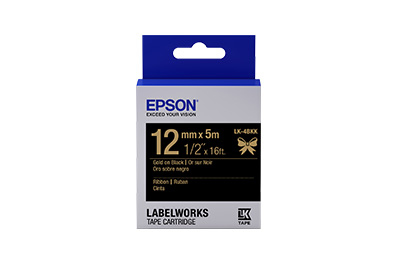 EPSON
EXCEED YOUR VISION
12 mm x 5m
1/2" x 16ft.
LK-4BKK
Gold on Black | Or sur Noir
Oro sobre negro
Ribbon | Ruban
Cinta
LABELWORKS
TAPE CARTRIDGE
LK
TAPE